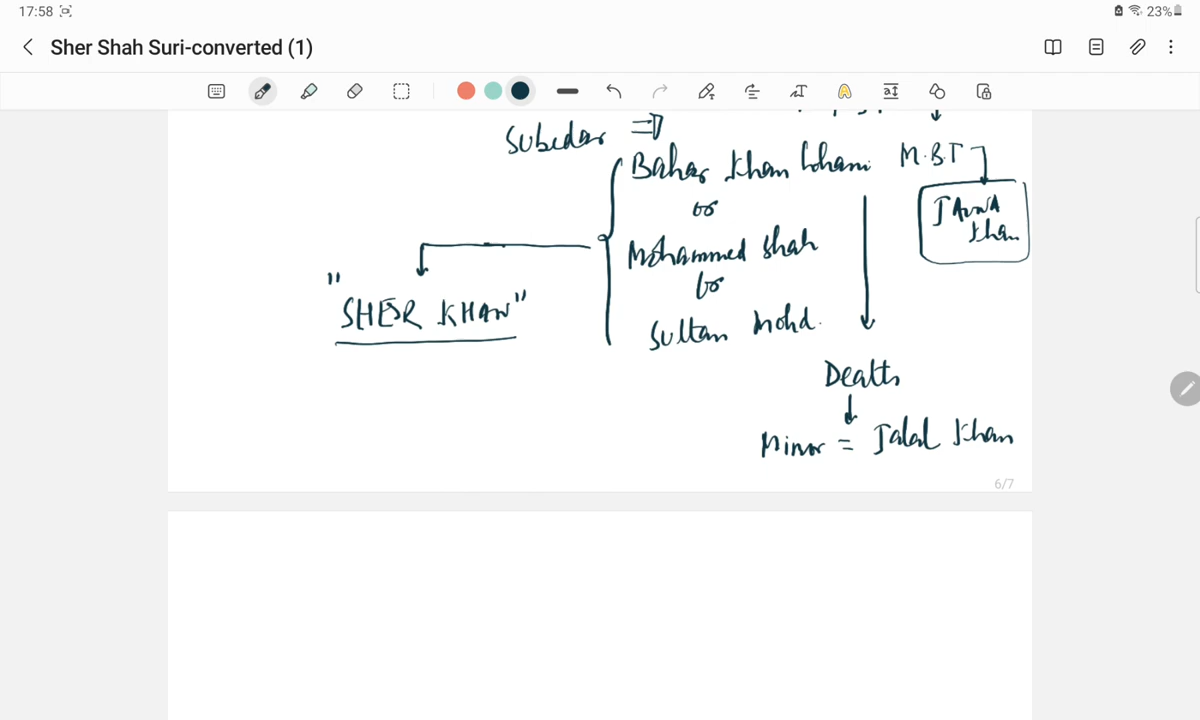 17:58
23%
Sher Shah Suri-converted (1)
Subedar
Bahar Khan Lohani
M.B.T
JAUNA
Khan
or
Mohammed Shah
or
"SHER KHAN"
Sultan Mohd.
Death
Minor = Jalal Khan
6/7